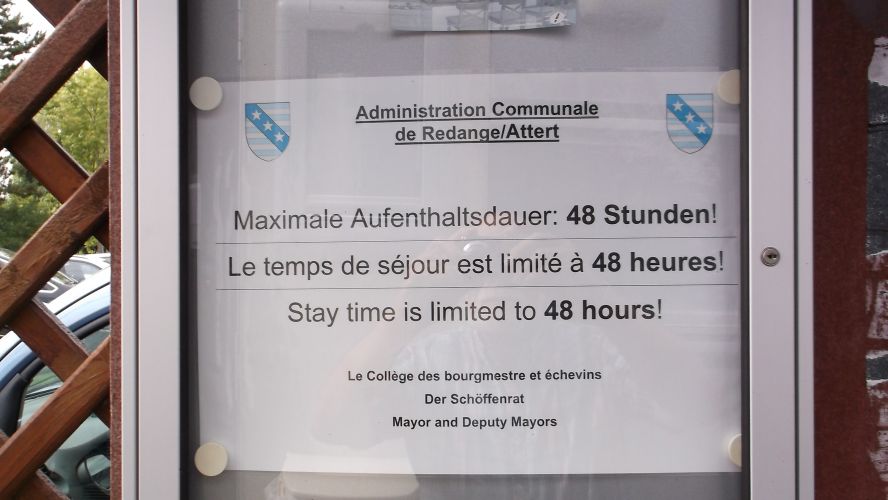 Administration Communale
de Redange/Attert
Maximale Aufenthaltsdauer: 48 Stunden!
Le temps de séjour est limité à 48 heures!
Stay time is limited to 48 hours!
Le Collège des bourgmestre et échevins
Der Schöffenrat
Mayor and Deputy Mayors